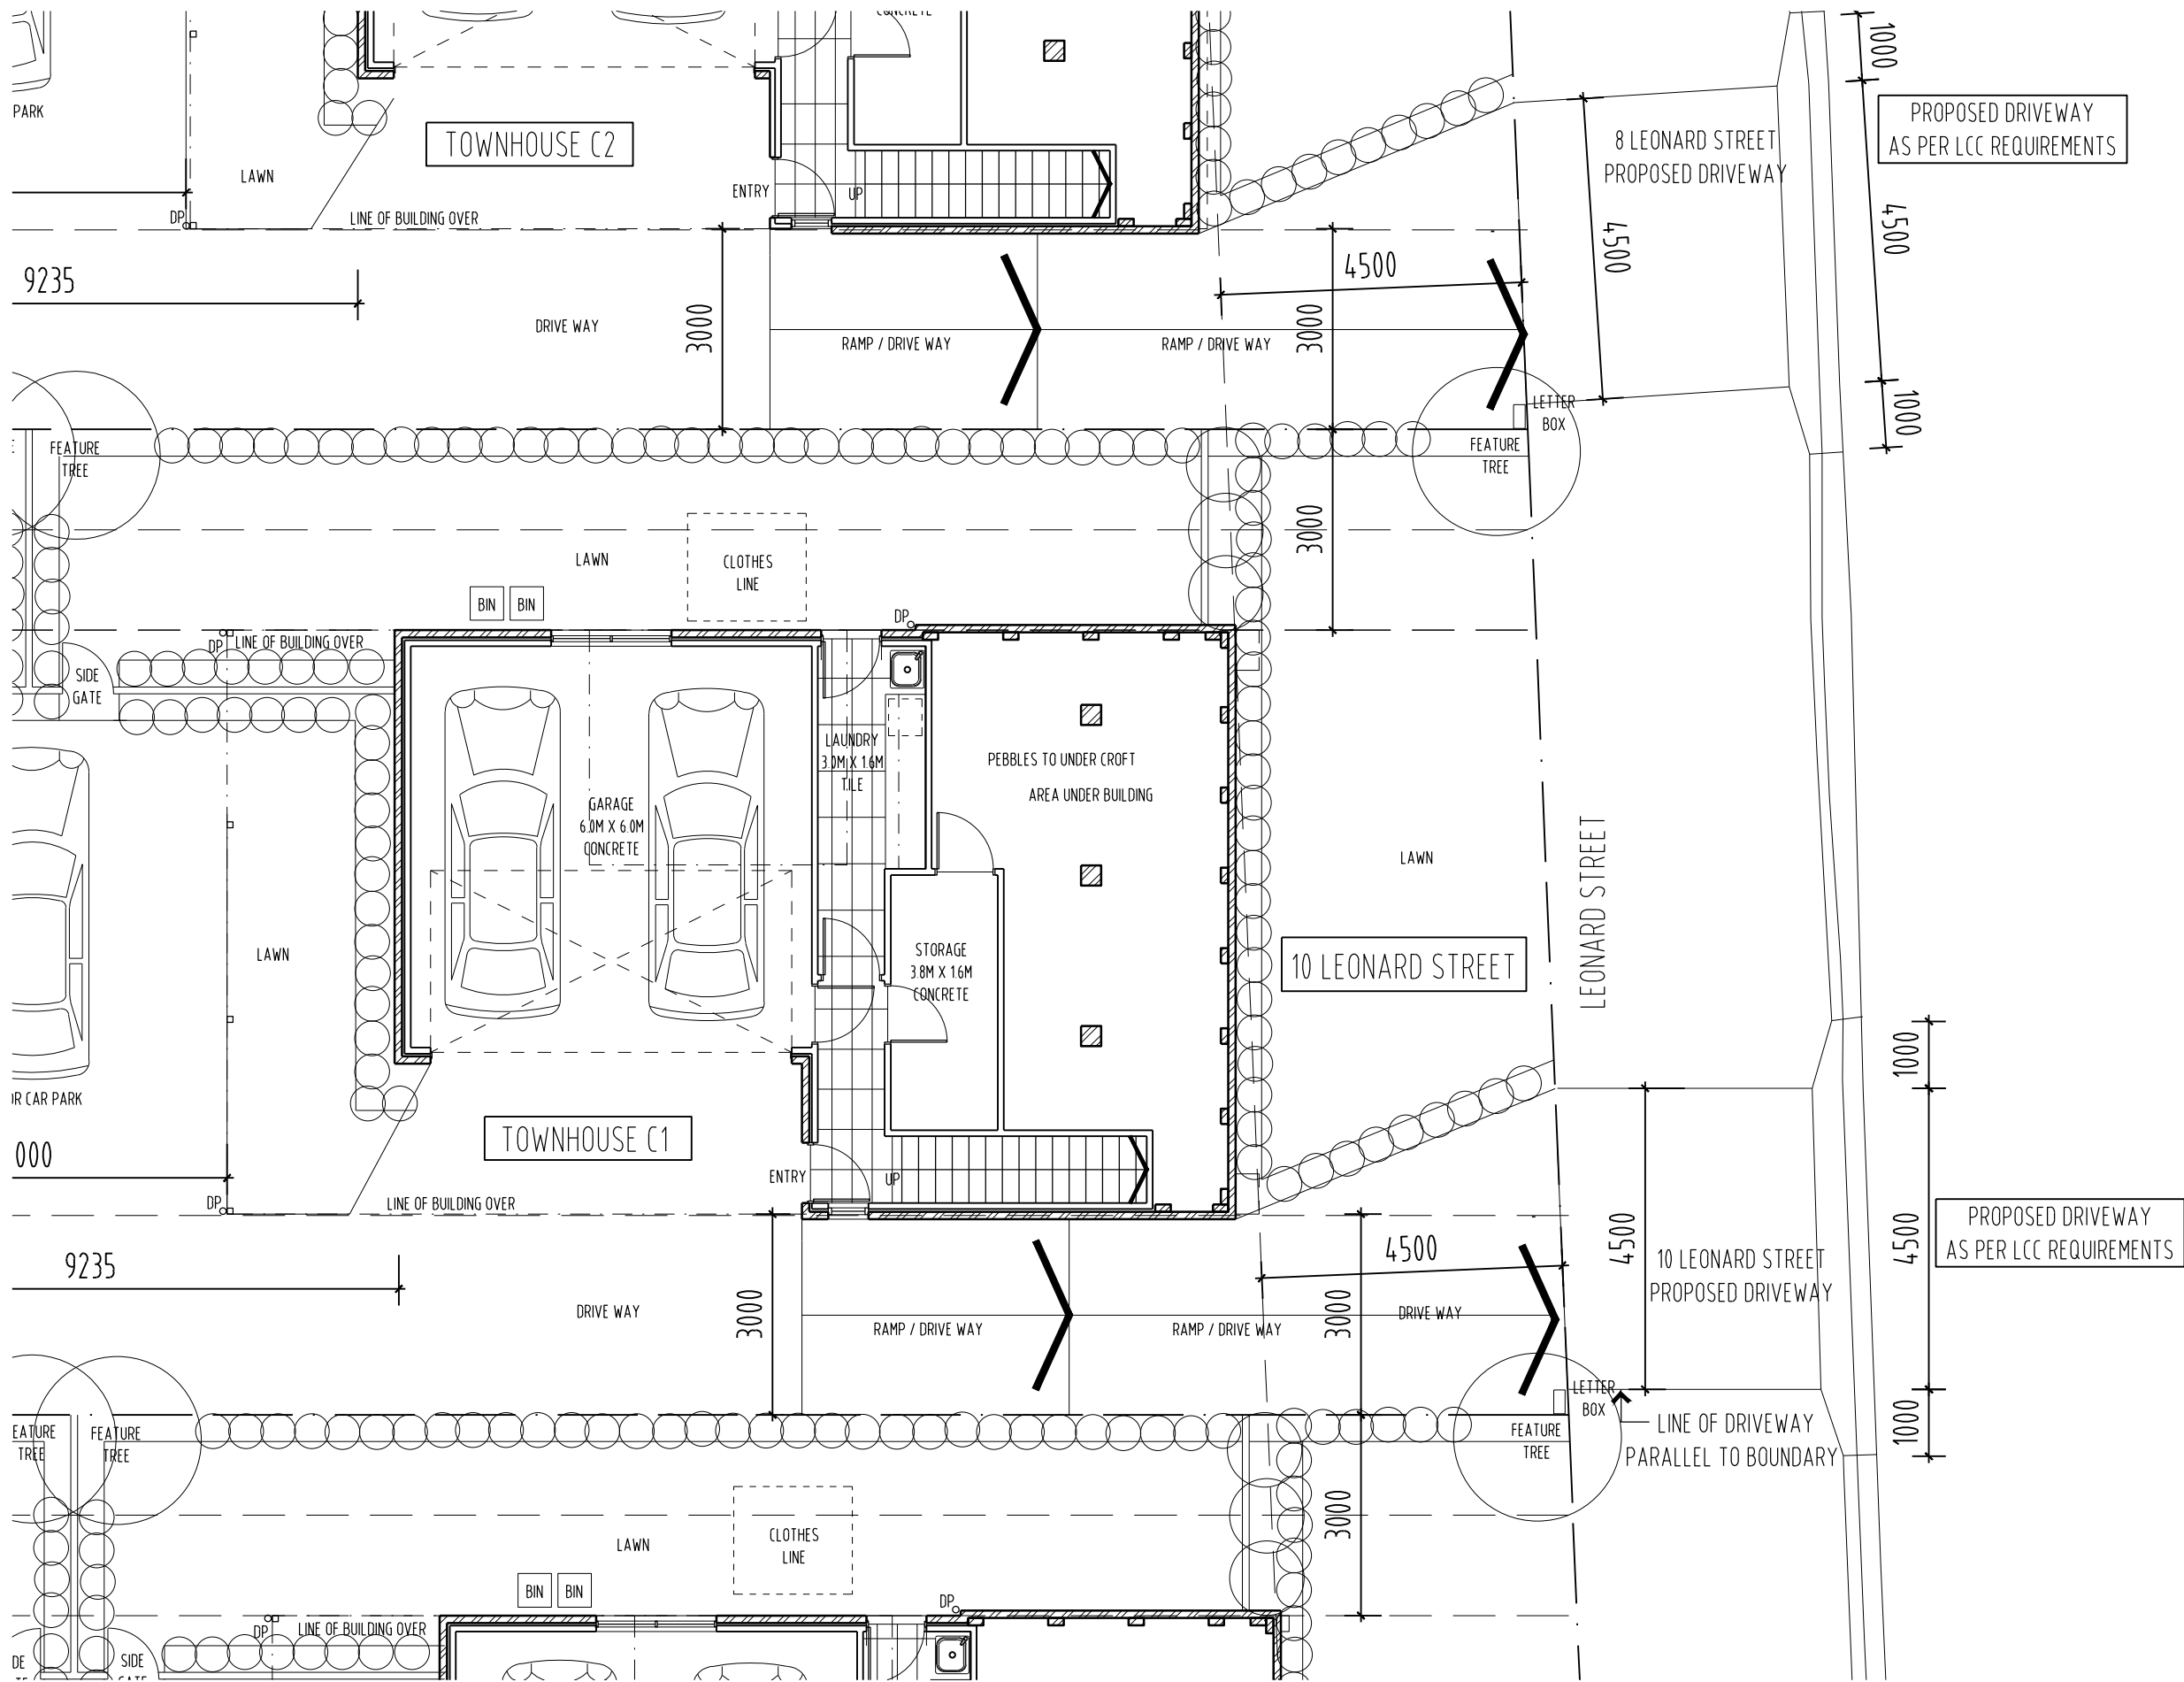 CONCRETE
1000
PARK
PROPOSED DRIVEWAY
AS PER LCC REQUIREMENTS
TOWNHOUSE C2
8 LEONARD STREET
PROPOSED DRIVEWAY
LAWN
ENTRY
UP
DP
LINE OF BUILDING OVER
4500
4500
9235
4500
3000
3000
DRIVE WAY
RAMP / DRIVE WAY
RAMP / DRIVE WAY
1000
LETTER
BOX
FEATURE
TREE
FEATURE
TREE
3000
LAWN
CLOTHES
LINE
BIN
BIN
DP
DP
LINE OF BUILDING OVER
SIDE
GATE
LAUNDRY
3.0M X 1.6M
TILE
PEBBLES TO UNDER CROFT
AREA UNDER BUILDING
GARAGE
6.0M X 6.0M
CONCRETE
LAWN
LEONARD STREET
LAWN
STORAGE
3.8M X 1.6M
CONCRETE
10 LEONARD STREET
1000
CAR PARK
TOWNHOUSE C1
000
ENTRY
UP
DP
LINE OF BUILDING OVER
PROPOSED DRIVEWAY
AS PER LCC REQUIREMENTS
4500
4500
4500
10 LEONARD STREET
PROPOSED DRIVEWAY
9235
3000
3000
DRIVE WAY
DRIVE WAY
RAMP / DRIVE WAY
RAMP / DRIVE WAY
LETTER
BOX
1000
LINE OF DRIVEWAY
PARALLEL TO BOUNDARY
EATURE
TREE
FEATURE
TREE
FEATURE
TREE
3000
LAWN
CLOTHES
LINE
BIN
BIN
DP
DP
LINE OF BUILDING OVER
DE
SIDE